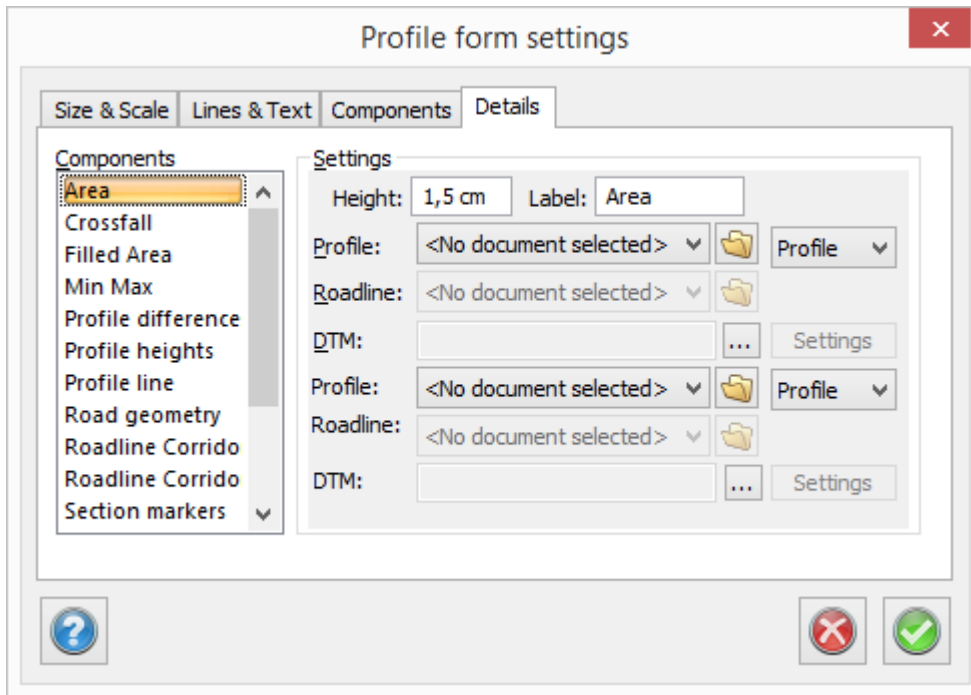 Profile form settings
Size & Scale Lines & Text Components Details
Components
Area
Crossfall
Filled Area
Min Max
Profile difference
Profile heights
Profile line
Road geometry
Roadline Corrido
Roadline Corrido
Section markers
Settings
Height: 1,5 cm Label: Area
Profile: <No document selected> Profile
Roadline: <No document selected>
DTM: ... Settings
Profile: <No document selected> Profile
Roadline: <No document selected>
DTM: ... Settings